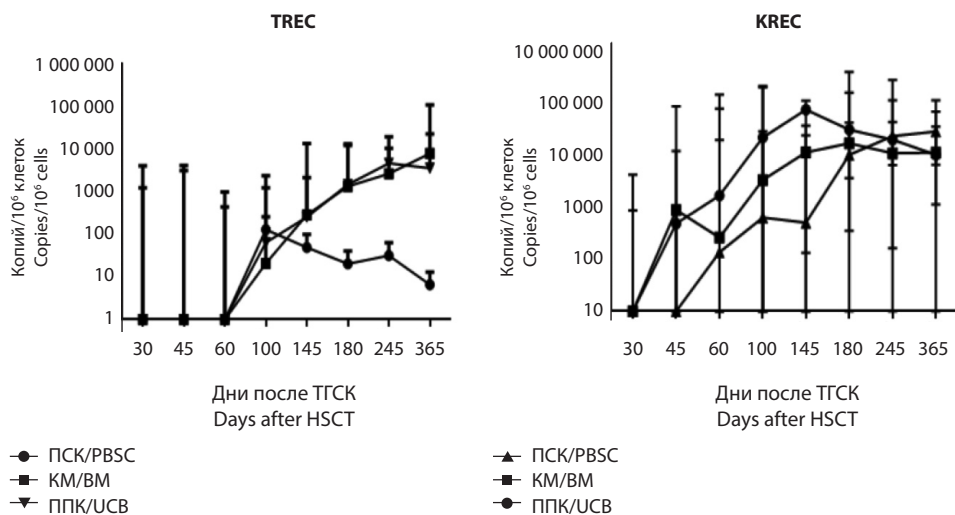 TREC
Копий/10⁶ клеток
Copies/10⁶ cells
1 000 000
100 000
10 000
1000
100
10
1
30 45 60 100 145 180 245 365
Дни после ТГСК
Days after HSCT
ПСК/PBSC
КМ/BM
ППК/UCB
KREC
Копий/10⁶ клеток
Copies/10⁶ cells
10 000 000
100 000
10 000
1000
100
10
30 45 60 100 145 180 245 365
Дни после ТГСК
Days after HSCT
ПСК/PBSC
КМ/BM
ППК/UCB